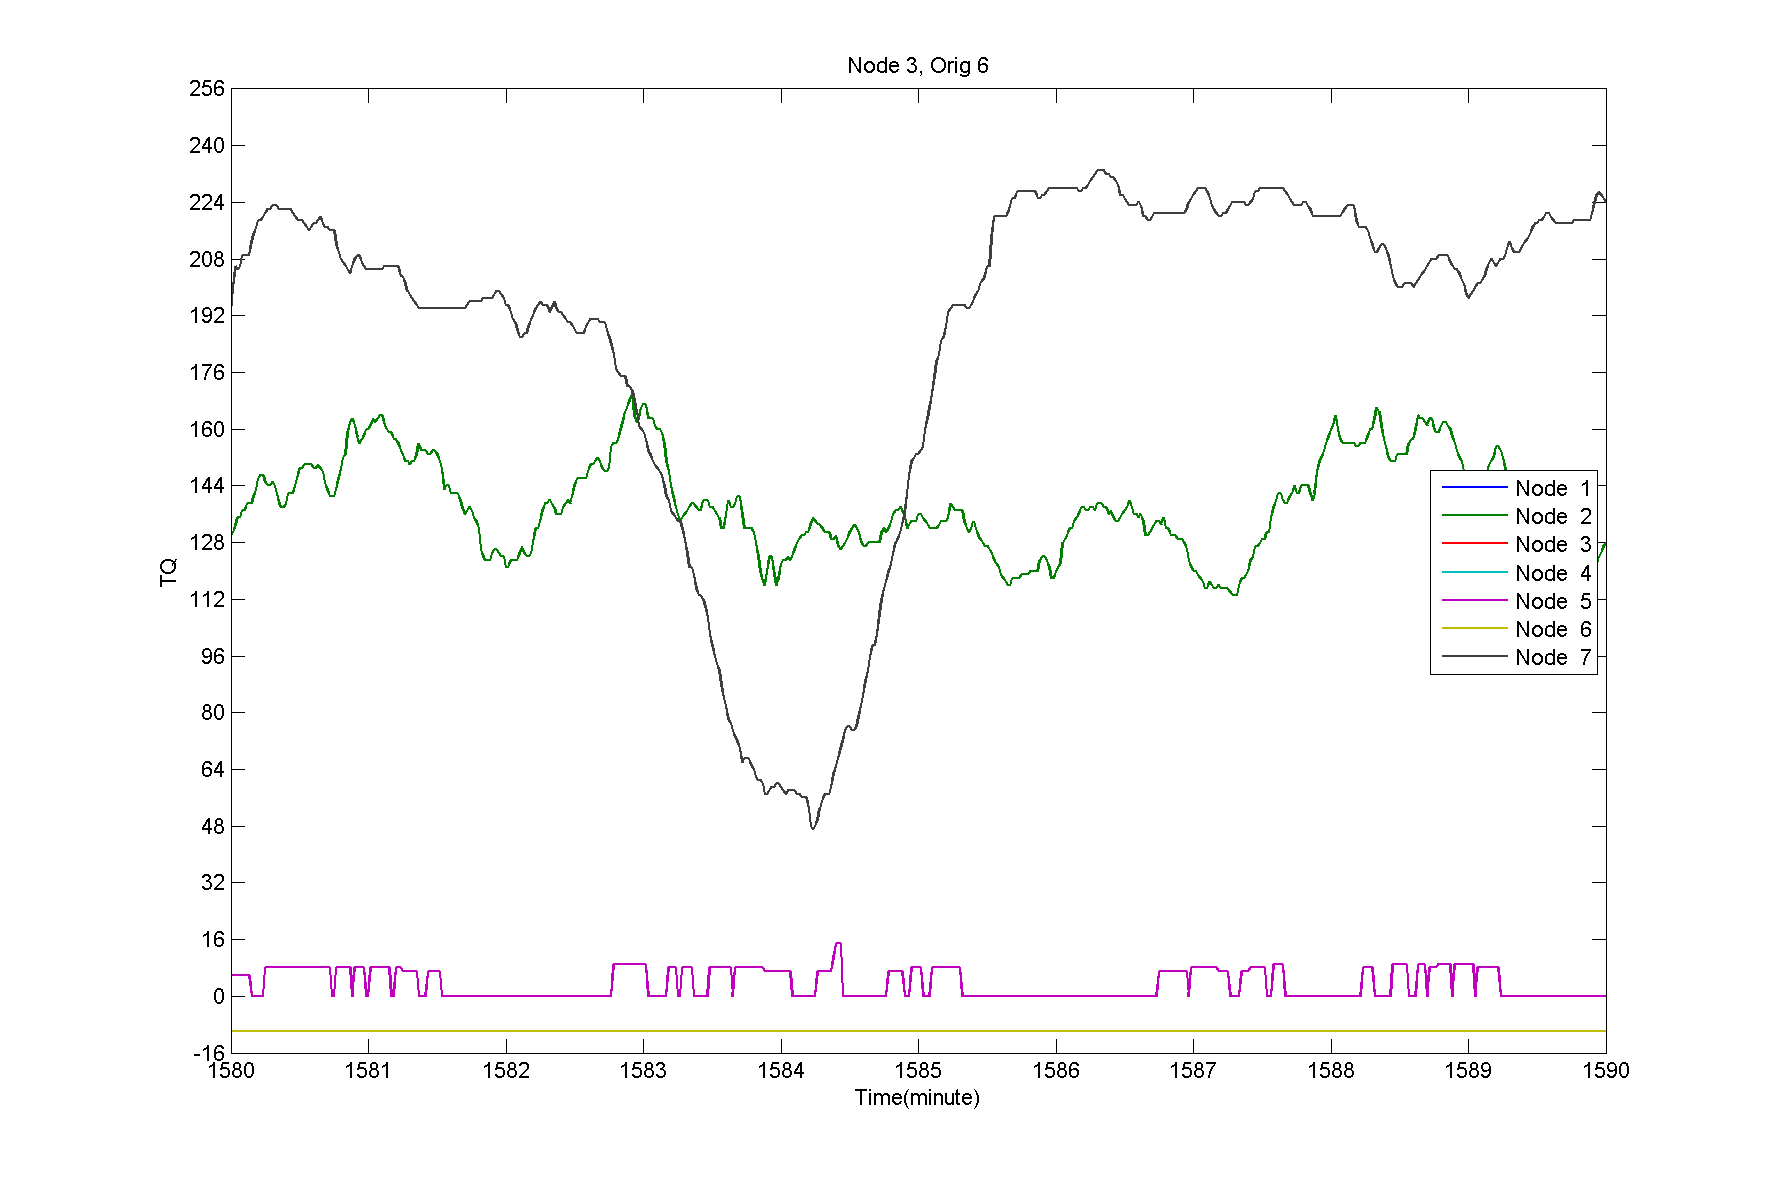 Node 3, Orig 6
256
240
224
208
192
176
160
144
128
112
96
80
64
48
32
16
0
-16
TQ
Node 1
Node 2
Node 3
Node 4
Node 5
Node 6
Node 7
1580 1581 1582 1583 1584 1585 1586 1587 1588 1589 1590
Time(minute)